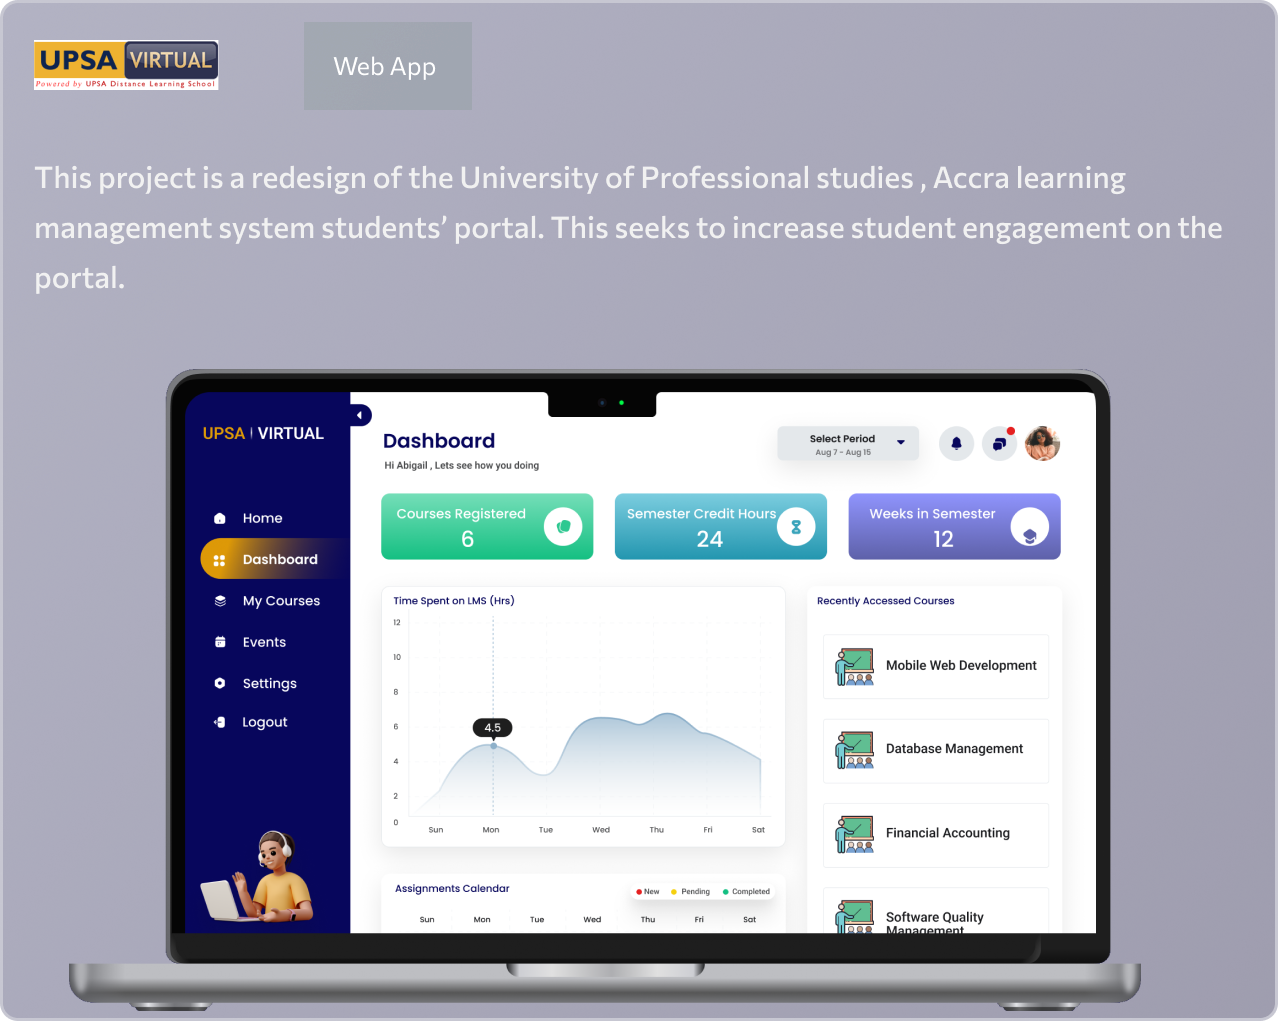 UPSA VIRTUAL
Powered by UPSA Distance Learning School
Web App
This project is a redesign of the University of Professional studies , Accra learning
management system students’ portal. This seeks to increase student engagement on the
portal.
UPSA | VIRTUAL
Home
Dashboard
My Courses
Events
Settings
Logout
Dashboard
Hi Abigail , Lets see how you doing
Select Period
Aug 7 - Aug 15
Courses Registered
6
Semester Credit Hours
24
Weeks in Semester
12
Time Spent on LMS (Hrs)
12
10
8
6
4
2
0
4.5
Sun Mon Tue Wed Thu Fri Sat
Recently Accessed Courses
Mobile Web Development
Database Management
Financial Accounting
Software Quality
Management
Assignments Calendar
New Pending Completed
Sun Mon Tue Wed Thu Fri Sat